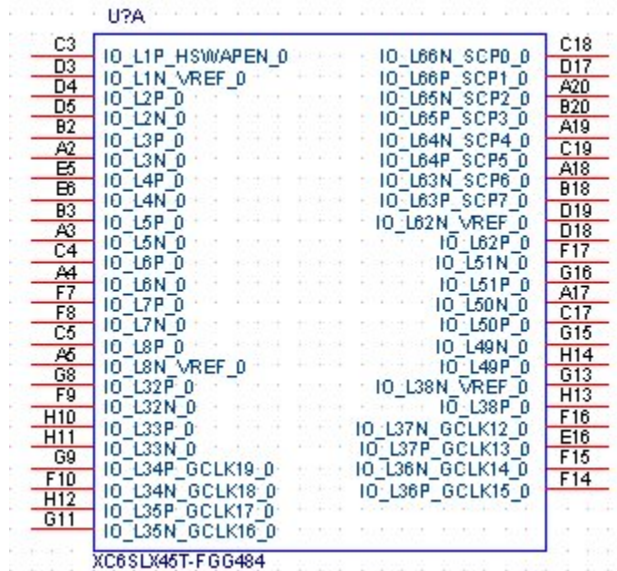 U?A
C3 IO_L1P_HSWAPEN_0 IO_L66N_SCP0_0 C18
D3 IO_L1N_VREF_0 IO_L66P_SCP1_0 D17
D4 IO_L2P_0 IO_L65N_SCP2_0 A20
D5 IO_L2N_0 IO_L65P_SCP3_0 B20
B2 IO_L3P_0 IO_L64N_SCP4_0 A19
A2 IO_L3N_0 IO_L64P_SCP5_0 C19
E5 IO_L4P_0 IO_L63N_SCP6_0 A18
E6 IO_L4N_0 IO_L63P_SCP7_0 B18
B3 IO_L5P_0 IO_L62N_VREF_0 D19
A3 IO_L5N_0 IO_L62P_0 D18
C4 IO_L6P_0 IO_L51N_0 F17
A4 IO_L6N_0 IO_L51P_0 G16
F7 IO_L7P_0 IO_L50N_0 A17
F8 IO_L7N_0 IO_L50P_0 C17
C5 IO_L8P_0 IO_L49N_0 G15
A5 IO_L8N_VREF_0 IO_L49P_0 H14
G8 IO_L32P_0 IO_L38N_VREF_0 G13
F9 IO_L32N_0 IO_L38P_0 H13
H10 IO_L33P_0 IO_L37N_GCLK12_0 F16
H11 IO_L33N_0 IO_L37P_GCLK13_0 E16
G9 IO_L34P_GCLK19_0 IO_L36N_GCLK14_0 F15
F10 IO_L34N_GCLK18_0 IO_L36P_GCLK15_0 F14
H12 IO_L35P_GCLK17_0
G11 IO_L35N_GCLK16_0
XC6SLX45T-FGG484